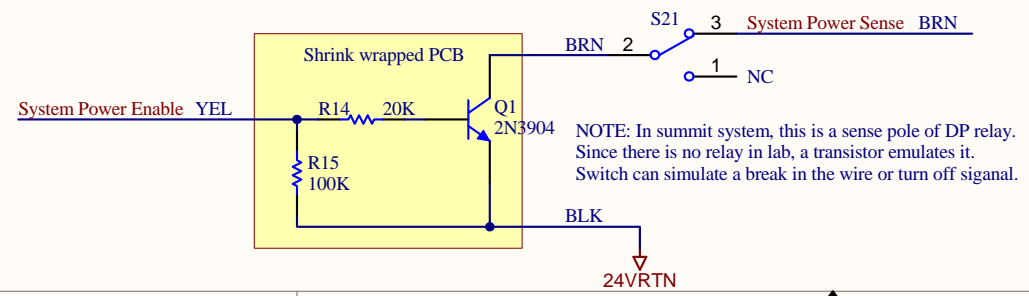 S21
3
System Power Sense BRN
BRN
2
Shrink wrapped PCB
1
NC
System Power Enable YEL
R14
20K
Q1
2N3904
NOTE: In summit system, this is a sense pole of DP relay.
Since there is no relay in lab, a transistor emulates it.
Switch can simulate a break in the wire or turn off siganal.
R15
100K
BLK
24VRTN